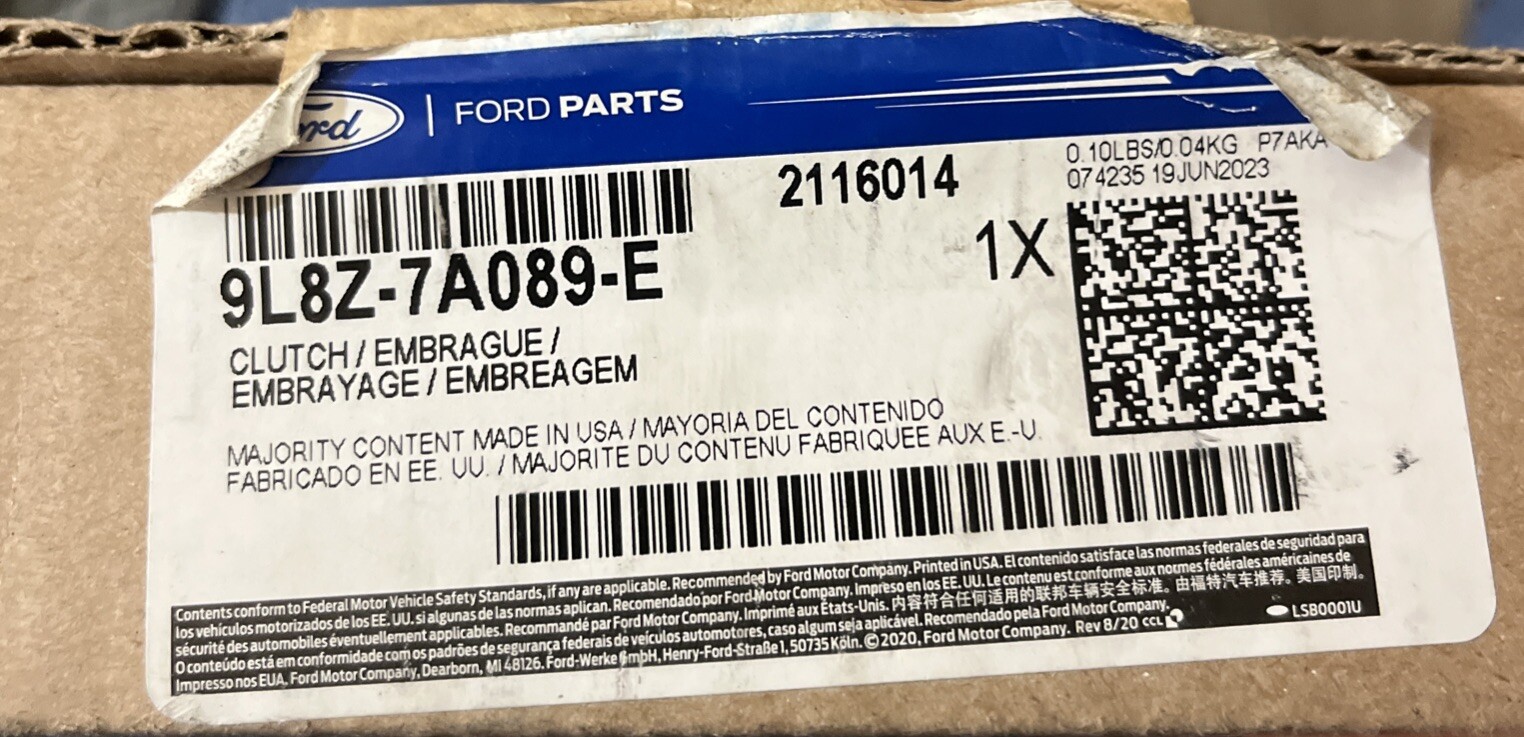 FORD PARTS
2116014
0.10LBS/0.04KG P7AKA
074235 19JUN2023
1X
9L8Z-7A089-E
CLUTCH / EMBRAGUE /
EMBRAYAGE / EMBREAGEM
MAJORITY CONTENT MADE IN USA / MAYORIA DEL CONTENIDO
FABRICADO EN EE. UU. / MAJORITE DU CONTENU FABRIQUEE AUX E.-U.
Contents conform to Federal Motor Vehicle Safety Standards, if any are applicable. Recommended by Ford Motor Company. Printed in USA. El contenido satisface las normas federales de seguridad para
los vehículos motorizados de los EE. UU. si algunas de las normas aplican. Recomendado por Ford Motor Company. Impreso en los EE. UU. Le contenu est conforme aux normes fédérales américaines de
sécurité des automobiles éventuellement applicables. Recommandé par Ford Motor Company. Imprimé aux États-Unis. 内容符合任何适用的联邦车辆安全标准。由福特汽车推荐。美国印制。
O conteúdo está em conformidade com os padrões de segurança federais de veículos automotores, caso algum seja aplicável. Recomendado pela Ford Motor Company.
Impresso nos EUA. Ford Motor Company, Dearborn, MI 48126. Ford-Werke GmbH, Henry-Ford-Straße 1, 50735 Köln. © 2020, Ford Motor Company. Rev 8/20 CCL
LSB0001U